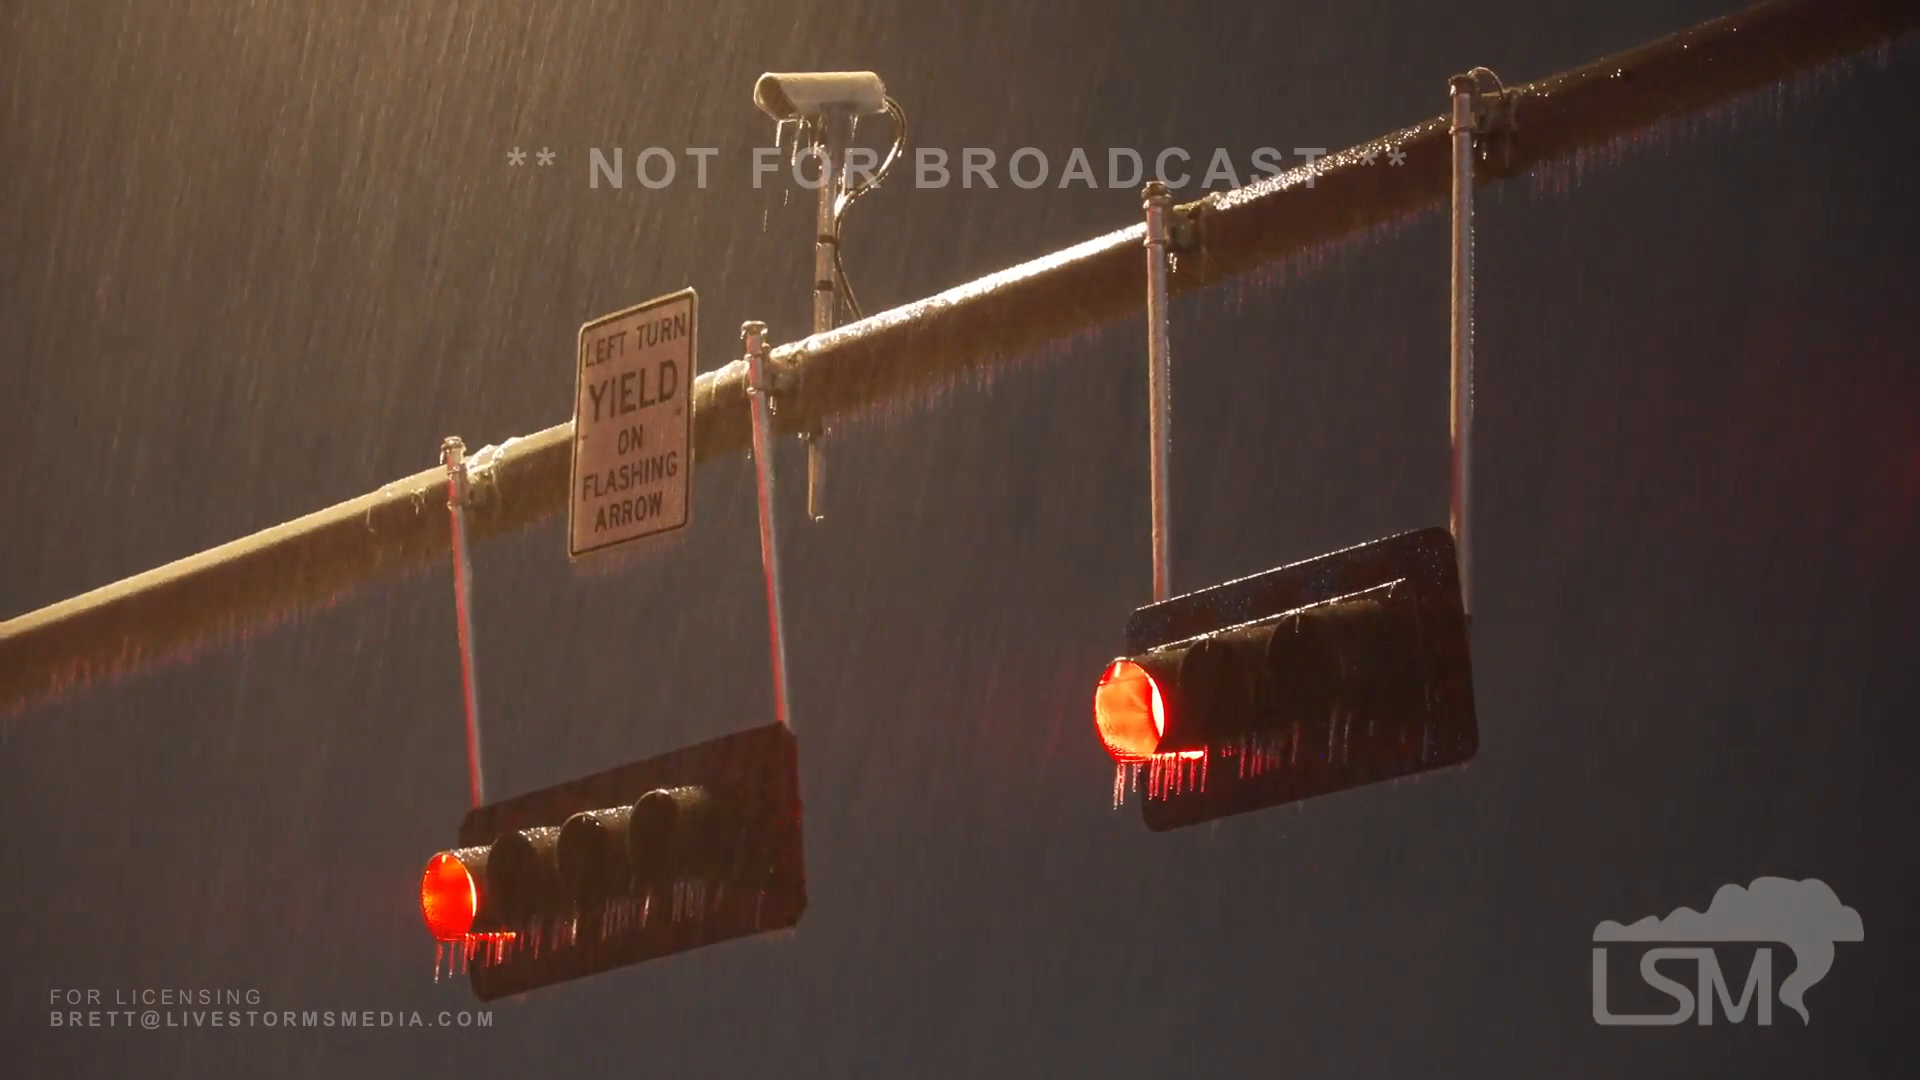 ** NOT FOR BROADCAST **
LEFT TURN
YIELD
ON
FLASHING
ARROW
FOR LICENSING
BRETT@LIVESTORMSMEDIA.COM
LSM